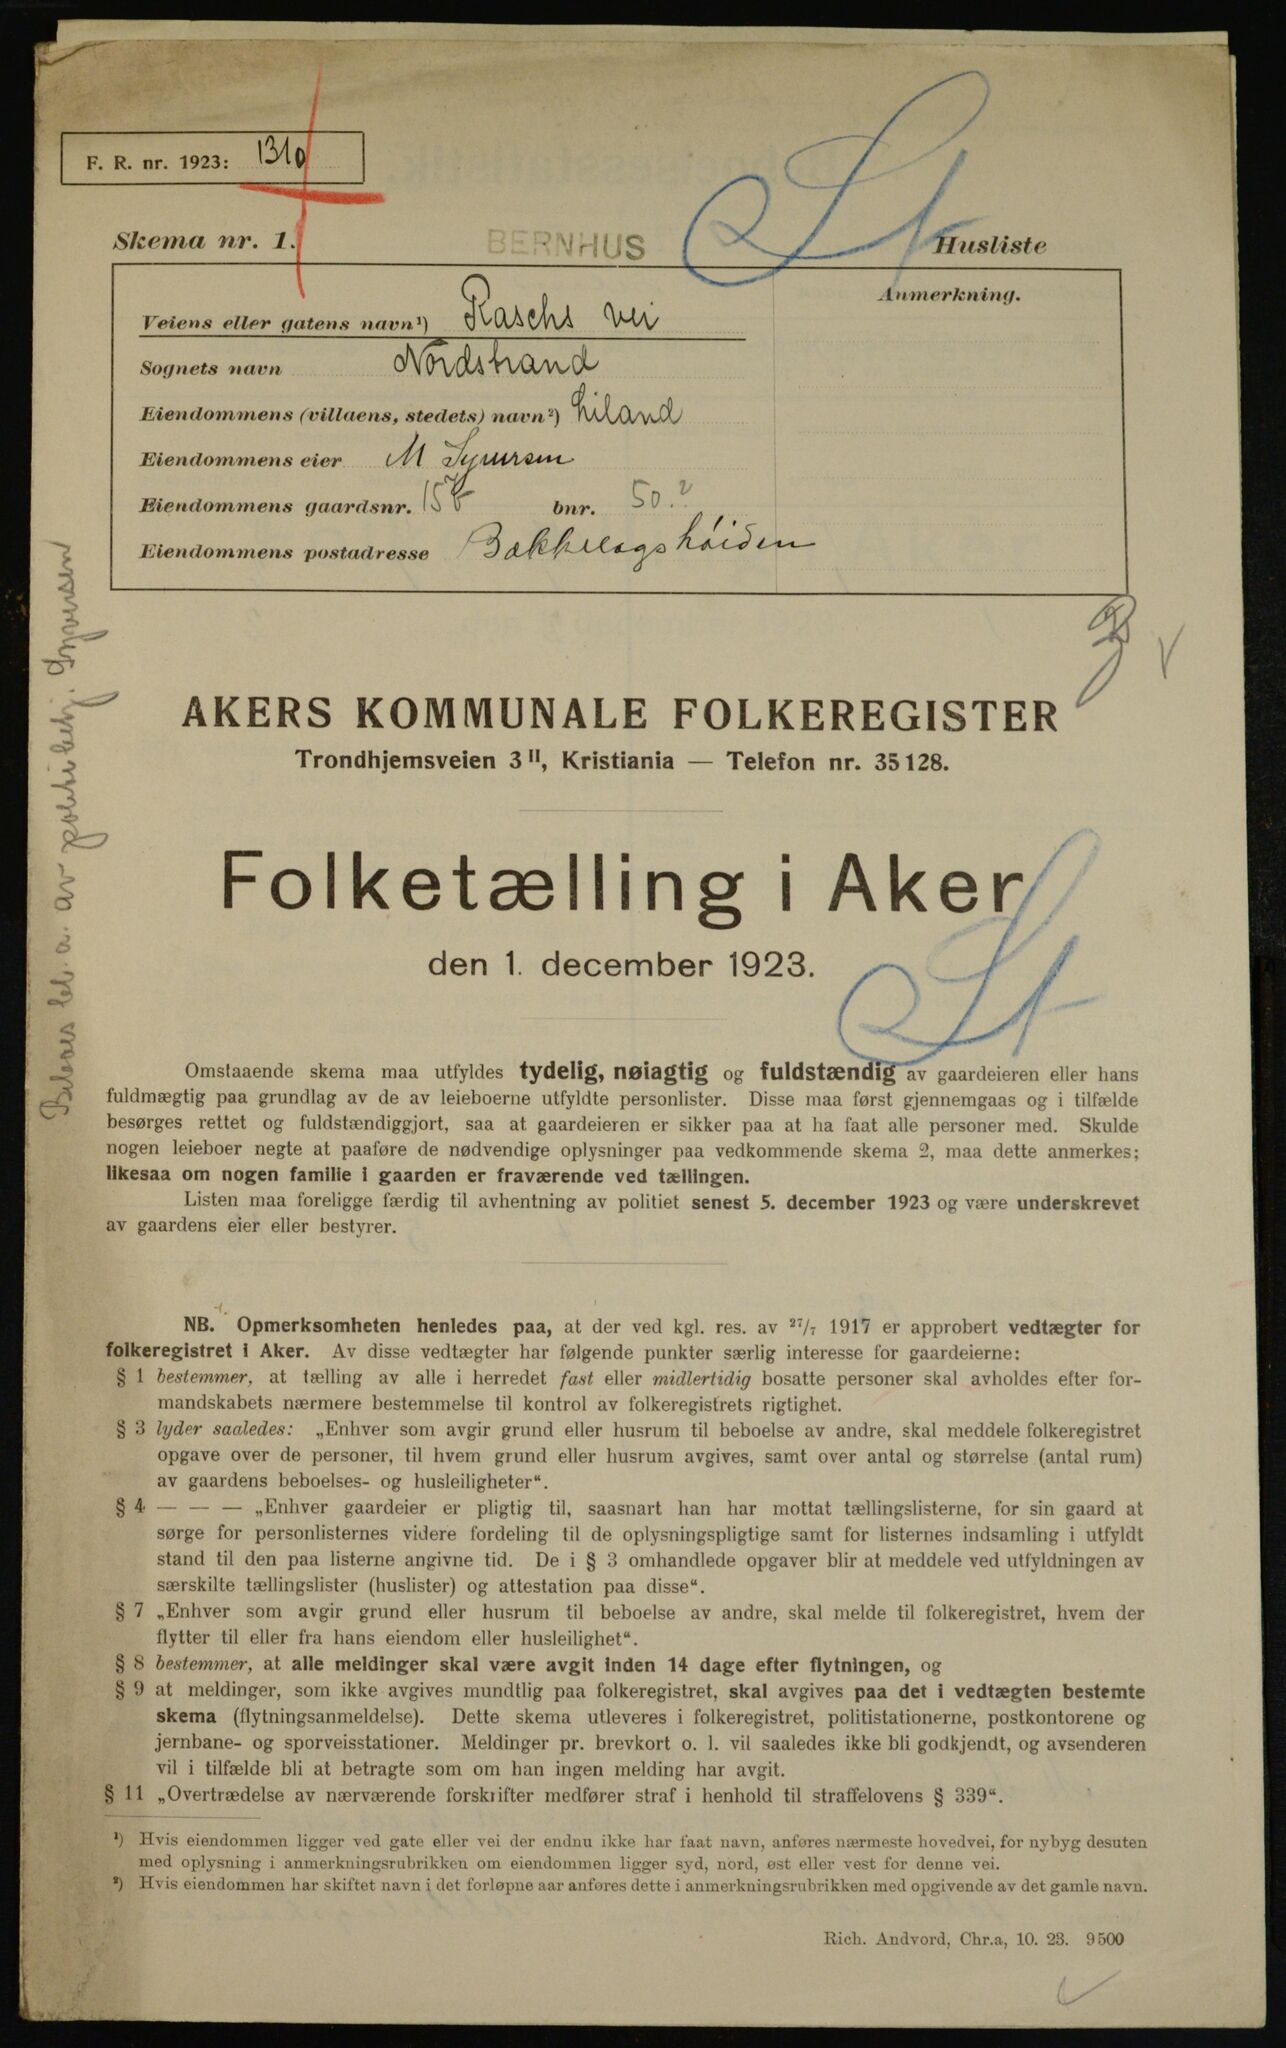 F. R. nr. 1923: 1310
Skema nr. 1.
BERNHUS
St
Husliste
Anmerkning.
Veiens eller gatens navn¹) Raschs vei
Sognets navn Nordstrand
Eiendommens (villaens, stedets) navn²) Liland
Eiendommens eier M Syversen
Eiendommens gaardsnr. 157 bnr. 50.?
Eiendommens postadresse Bækkelagshöiden
Beboes bl. a. av politibetj. Syversen
AKERS KOMMUNALE FOLKEREGISTER
Trondhjemsveien 3 II, Kristiania — Telefon nr. 35128.
Folketælling i Aker
den 1. december 1923.
St
Omstaaende skema maa utfyldes tydelig, nøiagtig og fuldstændig av gaardeieren eller hans
fuldmægtig paa grundlag av de av leieboerne utfyldte personlister. Disse maa først gjennemgaas og i tilfælde
besørges rettet og fuldstændiggjort, saa at gaardeieren er sikker paa at ha faat alle personer med. Skulde
nogen leieboer negte at paaføre de nødvendige oplysninger paa vedkommende skema 2, maa dette anmerkes;
likesaa om nogen familie i gaarden er fraværende ved tællingen.
Listen maa foreligge færdig til avhentning av politiet senest 5. december 1923 og være underskrevet
av gaardens eier eller bestyrer.
NB. Opmerksomheten henledes paa, at der ved kgl. res. av 27/7 1917 er approbert vedtægter for
folkeregistret i Aker. Av disse vedtægter har følgende punkter særlig interesse for gaardeierne:
§ 1 bestemmer, at tælling av alle i herredet fast eller midlertidig bosatte personer skal avholdes efter for-
mandskabets nærmere bestemmelse til kontrol av folkeregistrets rigtighet.
§ 3 lyder saaledes: „Enhver som avgir grund eller husrum til beboelse av andre, skal meddele folkeregistret
opgave over de personer, til hvem grund eller husrum avgives, samt over antal og størrelse (antal rum)
av gaardens beboelses- og husleiligheter“.
§ 4 — — — „Enhver gaardeier er pligtig til, saasnart han har mottat tællingslisterne, for sin gaard at
sørge for personlisternes videre fordeling til de oplysningspligtige samt for listernes indsamling i utfyldt
stand til den paa listerne angivne tid. De i § 3 omhandlede opgaver blir at meddele ved utfyldningen av
særskilte tællingslister (huslister) og attestation paa disse“.
§ 7 „Enhver som avgir grund eller husrum til beboelse av andre, skal melde til folkeregistret, hvem der
flytter til eller fra hans eiendom eller husleilighet“.
§ 8 bestemmer, at alle meldinger skal være avgit inden 14 dage efter flytningen, og
§ 9 at meldinger, som ikke avgives mundtlig paa folkeregistret, skal avgives paa det i vedtægten bestemte
skema (flytningsanmeldelse). Dette skema utleveres i folkeregistret, politistationerne, postkontorene og
jernbane- og sporveisstationer. Meldinger pr. brevkort o. l. vil saaledes ikke bli godkjendt, og avsenderen
vil i tilfælde bli at betragte som om han ingen melding har avgit.
§ 11 „Overtrædelse av nærværende forskrifter medfører straf i henhold til straffelovens § 339“.
¹) Hvis eiendommen ligger ved gate eller vei der endnu ikke har faat navn, anføres nærmeste hovedvei, for nybyg desuten
med oplysning i anmerkningsrubrikken om eiendommen ligger syd, nord, øst eller vest for denne vei.
²) Hvis eiendommen har skiftet navn i det forløpne aar anføres dette i anmerkningsrubrikken med opgivende av det gamle navn.
Rich. Andvord, Chr.a, 10. 23. 9500